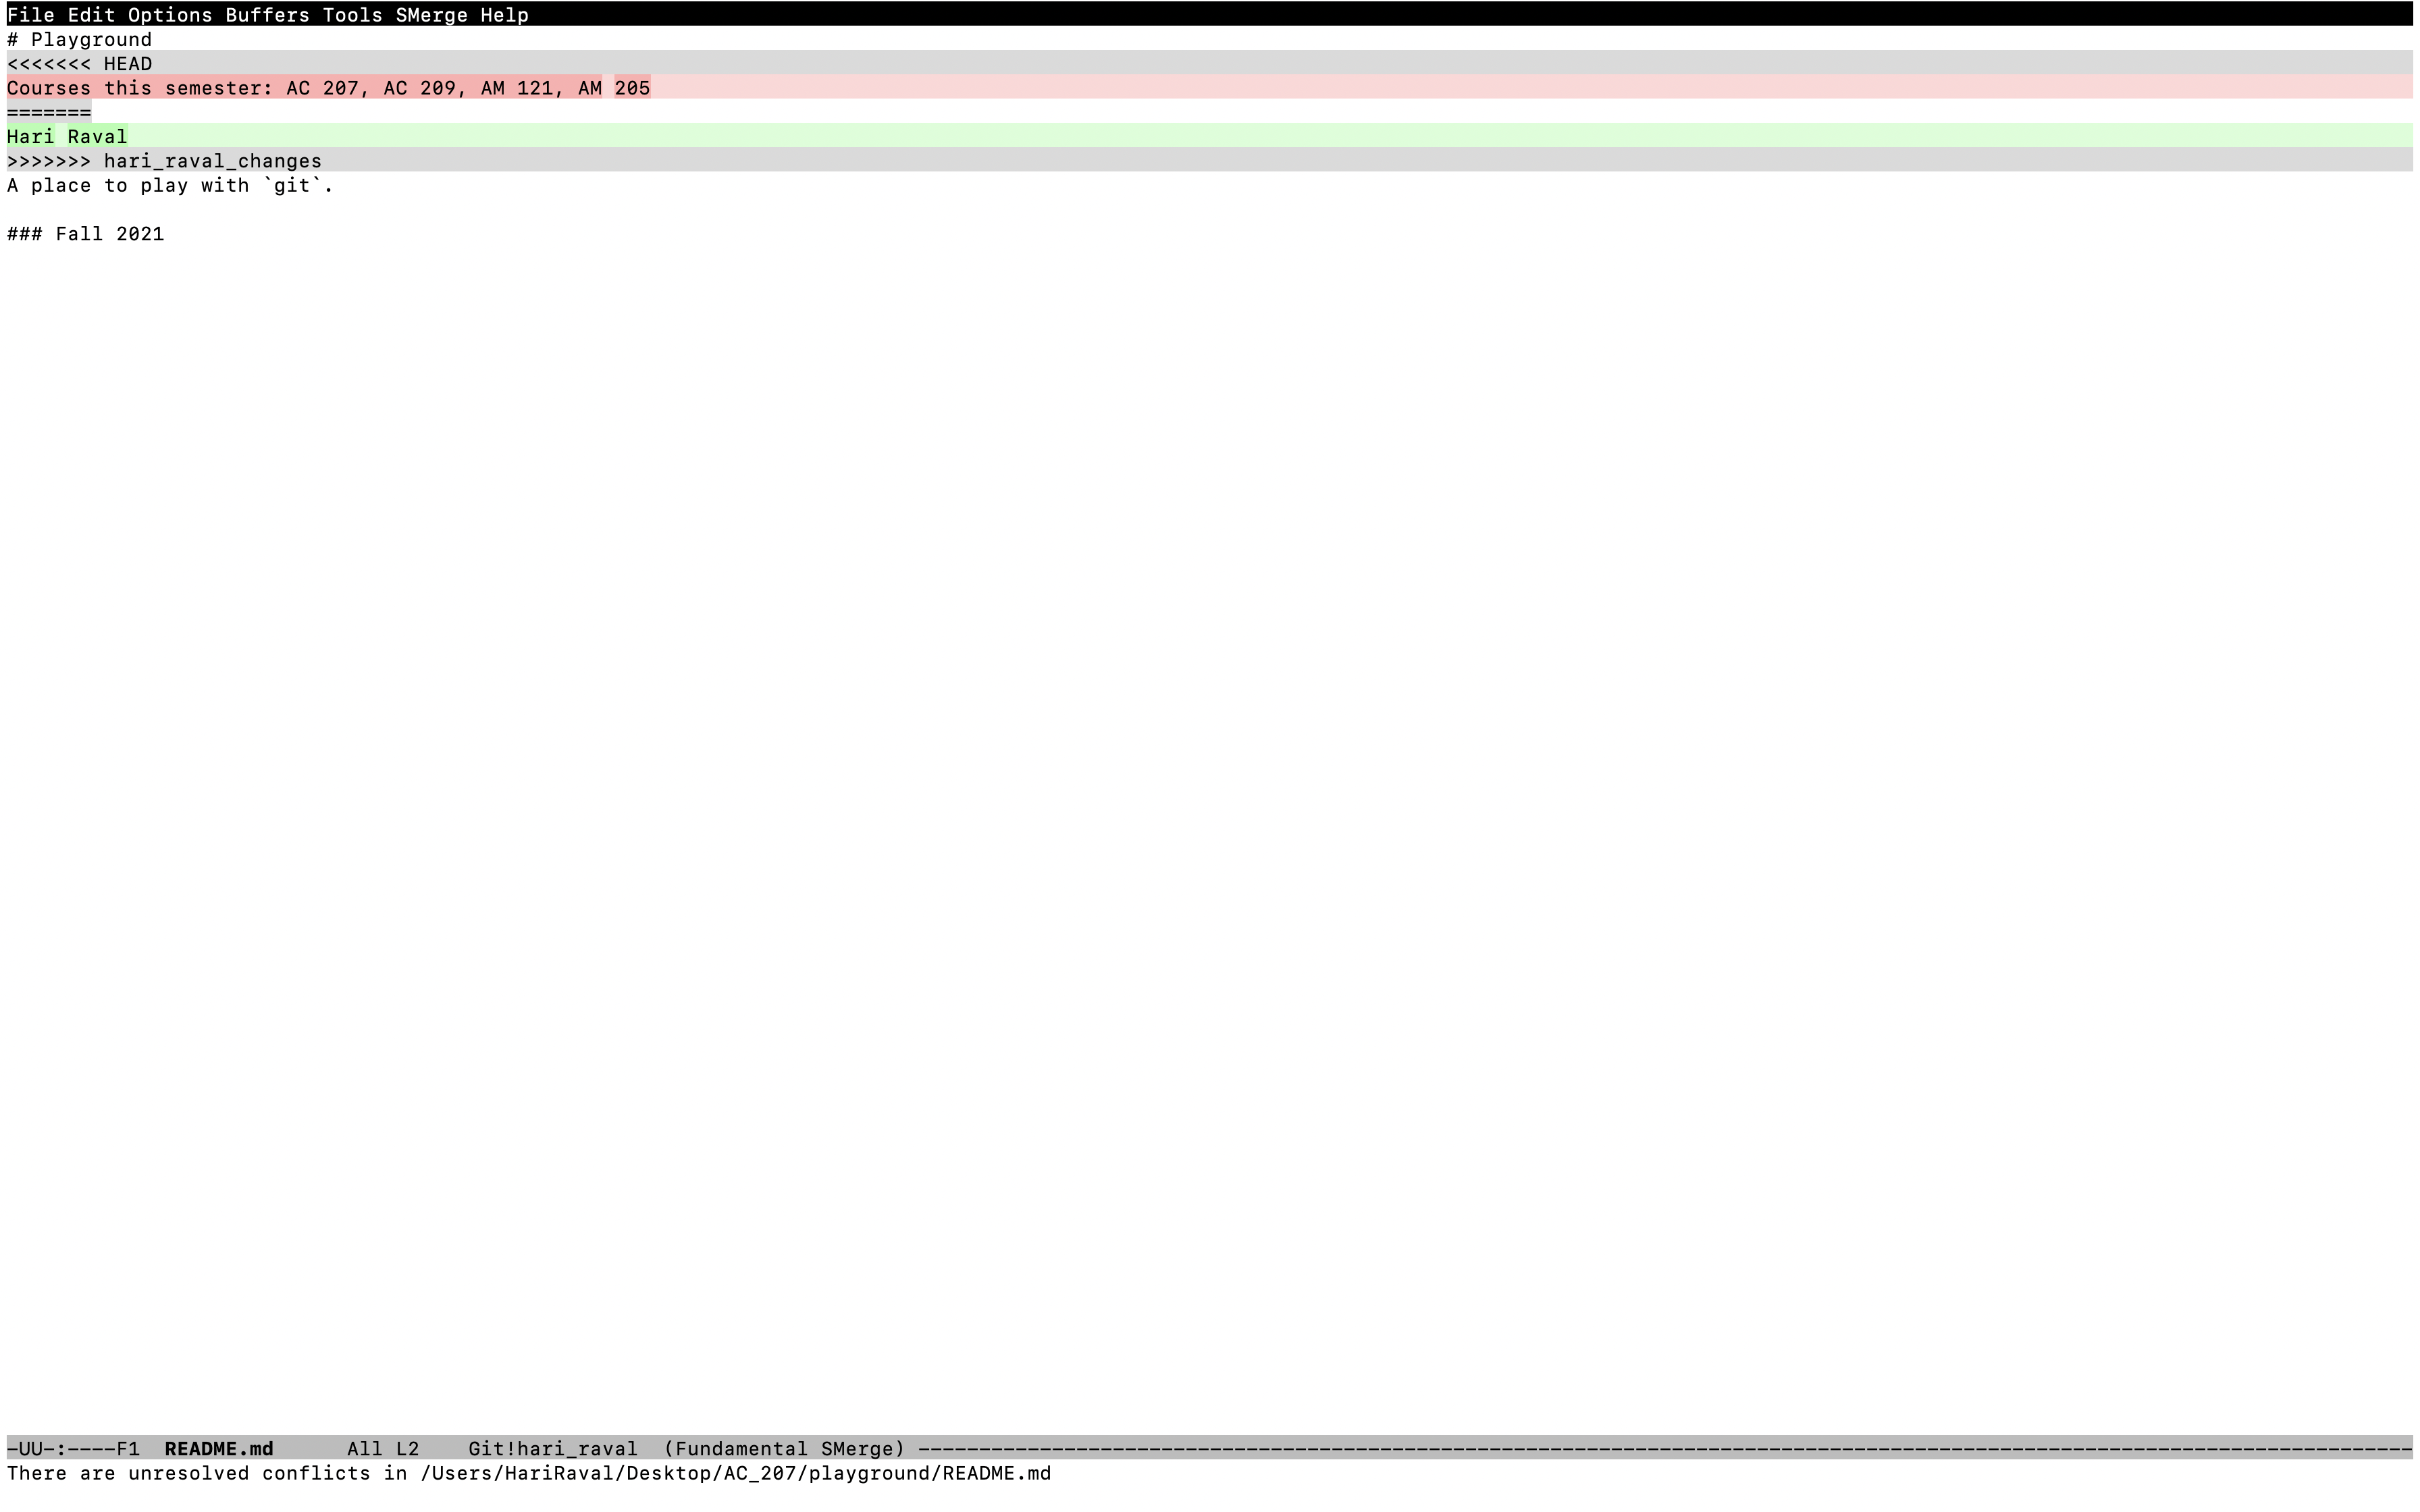 File Edit Options Buffers Tools SMerge Help
# Playground
<<<<<<< HEAD
Courses this semester: AC 207, AC 209, AM 121, AM 205
=======
Hari Raval
>>>>>>> hari_raval_changes
A place to play with `git`.
### Fall 2021
-UU-:----F1  README.md      All L2    Git!hari_raval  (Fundamental SMerge) ----------------------------------------------------------------------------------------------------------------------------
There are unresolved conflicts in /Users/HariRaval/Desktop/AC_207/playground/README.md